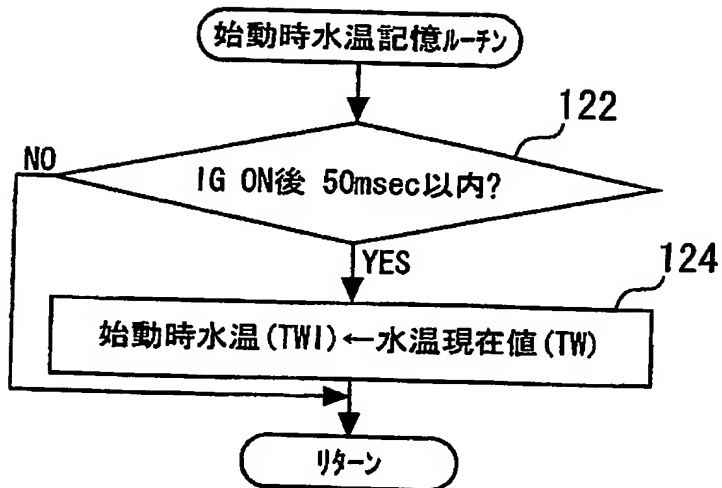 始動時水温記憶ﾙｰﾁﾝ
122
NO
IG ON後 50msec以内?
YES
124
始動時水温(TWI)←水温現在値(TW)
ﾘﾀｰﾝ